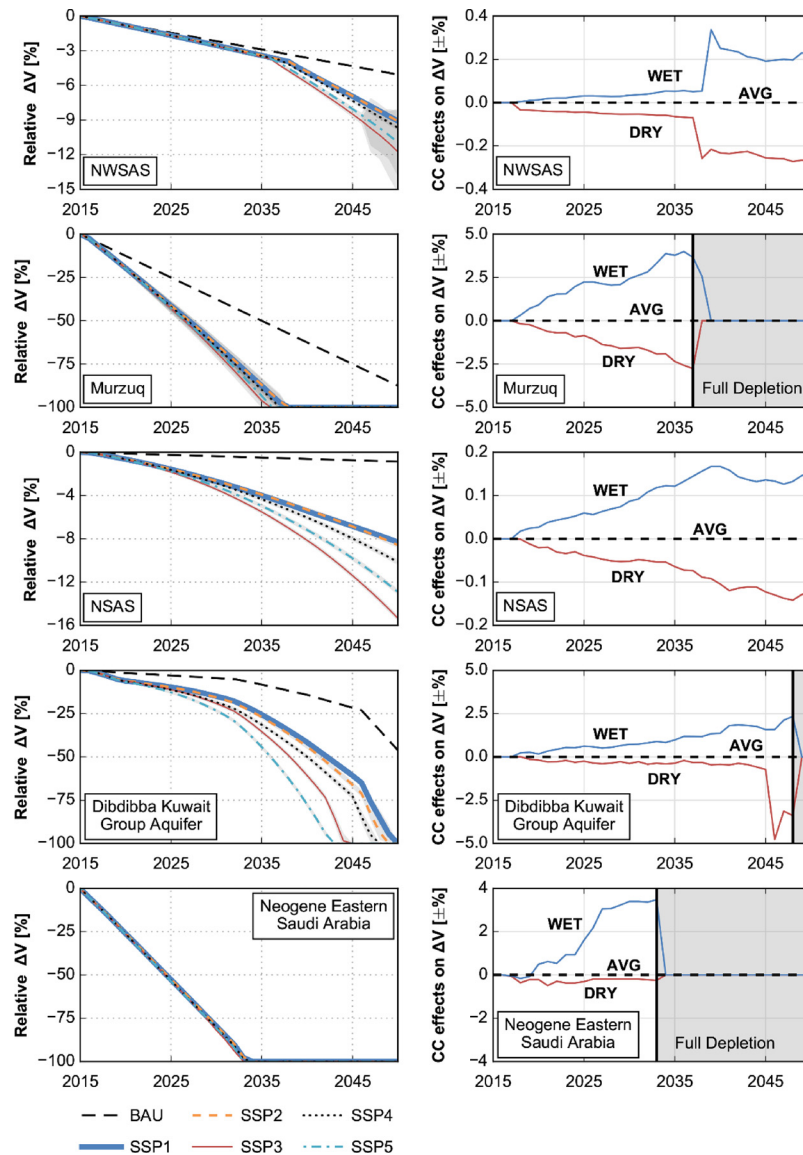 Relative ΔV [%]
0
−3
−6
−9
−12
−15
NWSAS
2015 2025 2035 2045
CC effects on ΔV [±%]
0.4
0.2
0.0
−0.2
0.4
WET
AVG
DRY
NWSAS
2015 2025 2035 2045
Relative ΔV [%]
0
−25
−50
−75
−100
Murzuq
2015 2025 2035 2045
CC effects on ΔV [±%]
5.0
2.5
0.0
−2.5
−5.0
WET
AVG
DRY
Murzuq
Full Depletion
2015 2025 2035 2045
Relative ΔV [%]
0
−4
−8
−12
−16
NSAS
2015 2025 2035 2045
CC effects on ΔV [±%]
0.2
0.1
0.0
−0.1
−0.2
WET
AVG
DRY
NSAS
2015 2025 2035 2045
Relative ΔV [%]
0
−25
−50
−75
−100
Dibdibba Kuwait
Group Aquifer
2015 2025 2035 2045
CC effects on ΔV [±%]
5.0
2.5
0.0
−2.5
−5.0
WET
AVG
DRY
Dibdibba Kuwait
Group Aquifer
2015 2025 2035 2045
Relative ΔV [%]
0
−25
−50
−75
−100
Neogene Eastern
Saudi Arabia
2015 2025 2035 2045
CC effects on ΔV [±%]
4
2
0
−2
−4
WET
AVG
DRY
Neogene Eastern
Saudi Arabia
Full Depletion
2015 2025 2035 2045
BAU SSP2 SSP4
SSP1 SSP3 SSP5